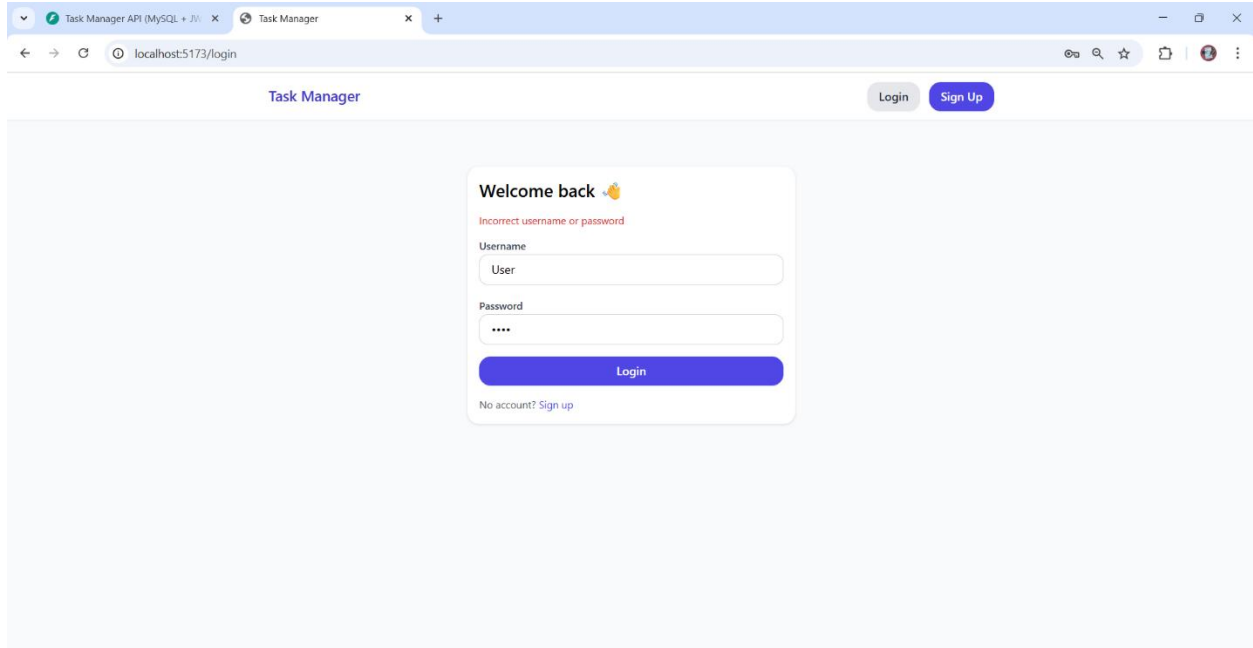 Task Manager API (MySQL + JW
Task Manager
localhost:5173/login
Task Manager
Login
Sign Up
Welcome back 👋
Incorrect username or password
Username
User
Password
••••
Login
No account? Sign up